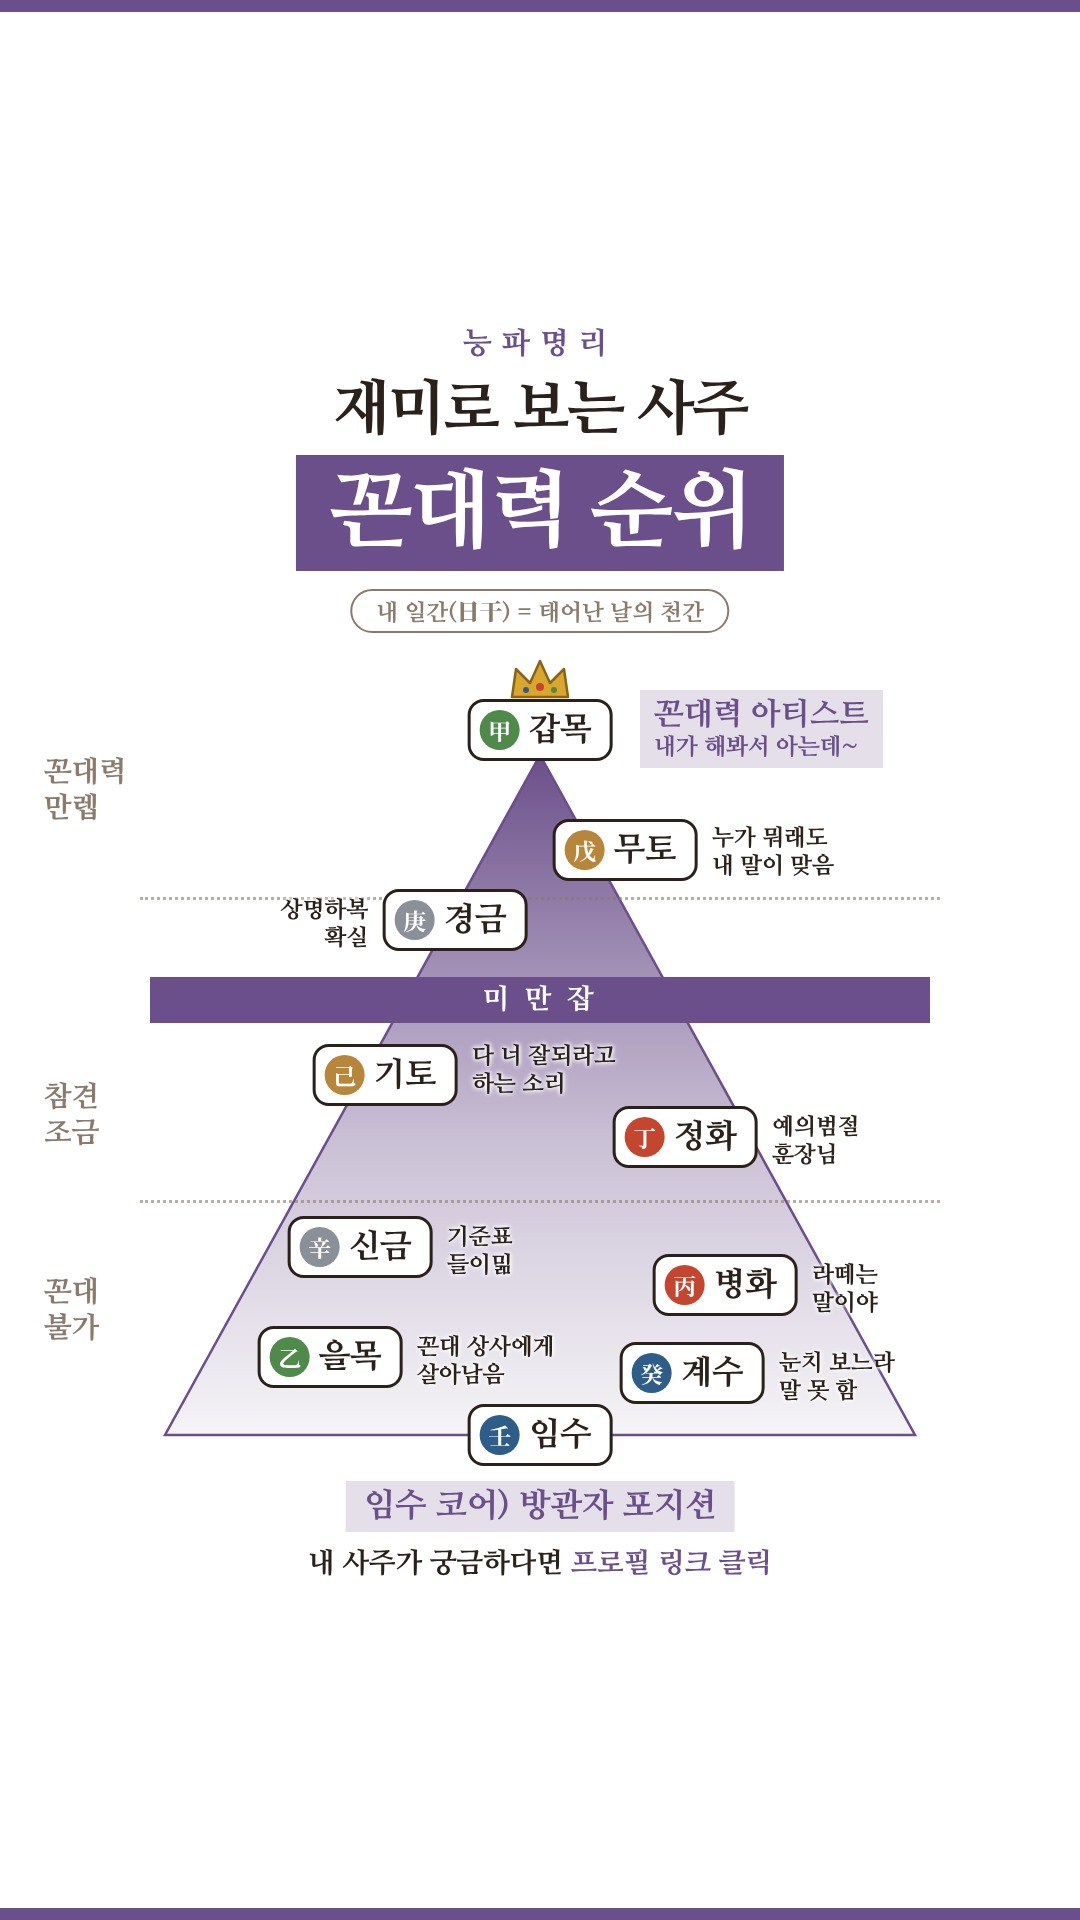 능파명리
재미로 보는 사주
꼰대력 순위
내 일간(日干) = 태어난 날의 천간
甲 갑목
꼰대력 아티스트
내가 해봐서 아는데~
꼰대력
만렙
戊 무토
누가 뭐래도
내 말이 맞음
상명하복
확실
庚 경금
미만잡
己 기토
다 너 잘되라고
하는 소리
참견
조금
丁 정화
예의범절
훈장님
辛 신금
기준표
들이밂
꼰대
불가
丙 병화
라떼는
말이야
乙 을목
꼰대 상사에게
살아남음
癸 계수
눈치 보느라
말 못 함
壬 임수
임수 코어) 방관자 포지션
내 사주가 궁금하다면 프로필 링크 클릭